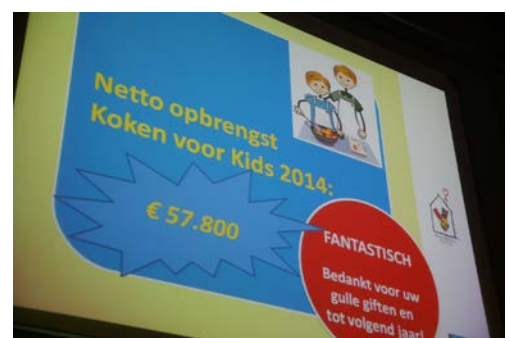 Netto opbrengst
Koken voor Kids 2014:
€ 57.800
FANTASTISCH
Bedankt voor uw
gulle giften en
tot volgend jaar!